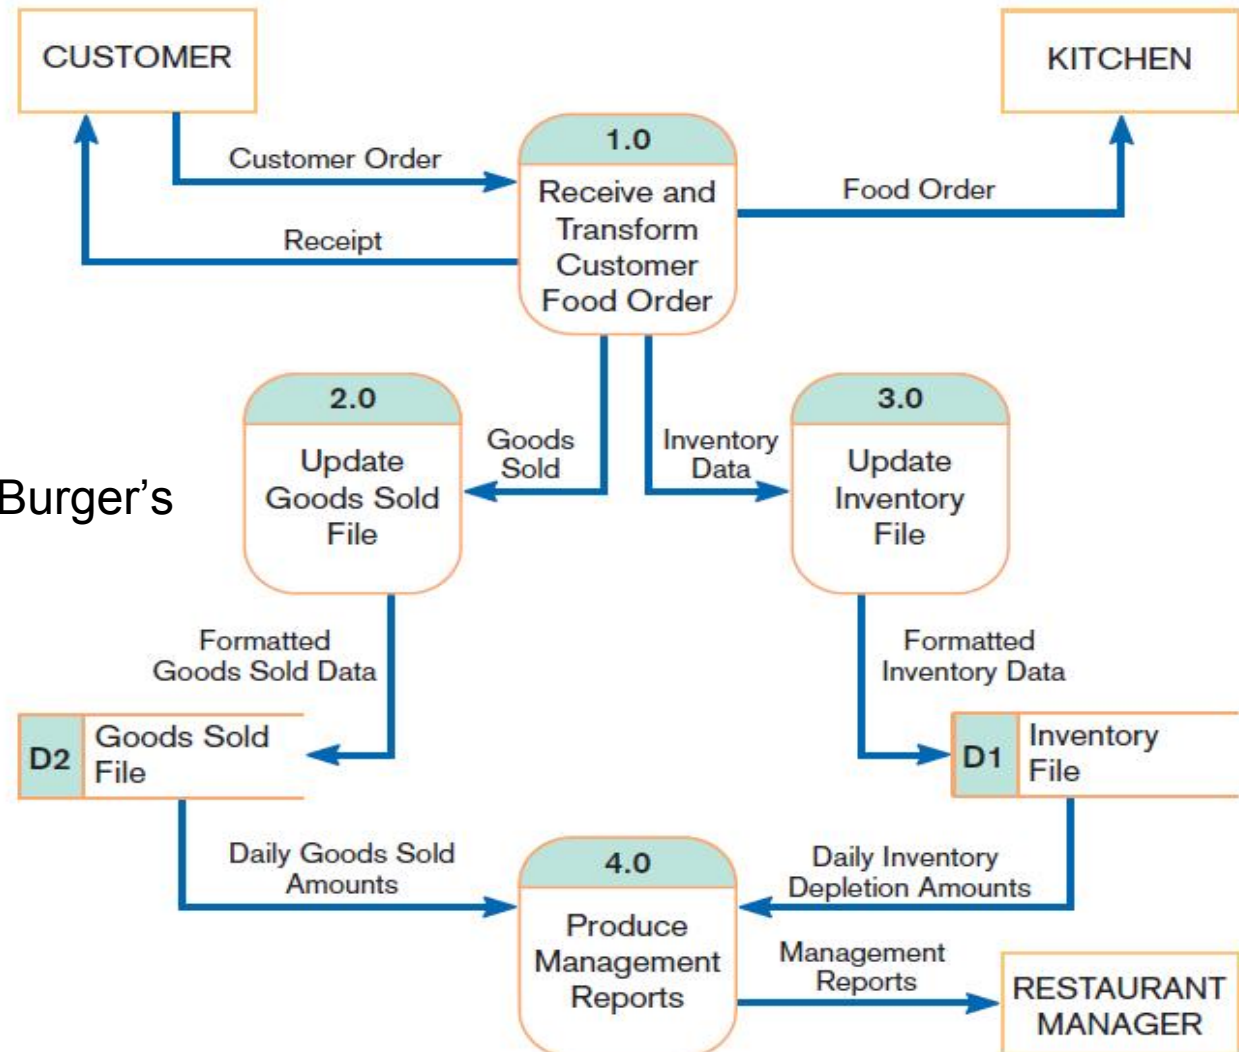 CUSTOMER
KITCHEN
1.0
Receive and
Transform
Customer
Food Order
Customer Order
Receipt
Food Order
2.0
Update
Goods Sold
File
Goods
Sold
Inventory
Data
3.0
Update
Inventory
File
Burger’s
Formatted
Goods Sold Data
Formatted
Inventory Data
D2
Goods Sold
File
D1
Inventory
File
Daily Goods Sold
Amounts
4.0
Produce
Management
Reports
Daily Inventory
Depletion Amounts
Management
Reports
RESTAURANT
MANAGER